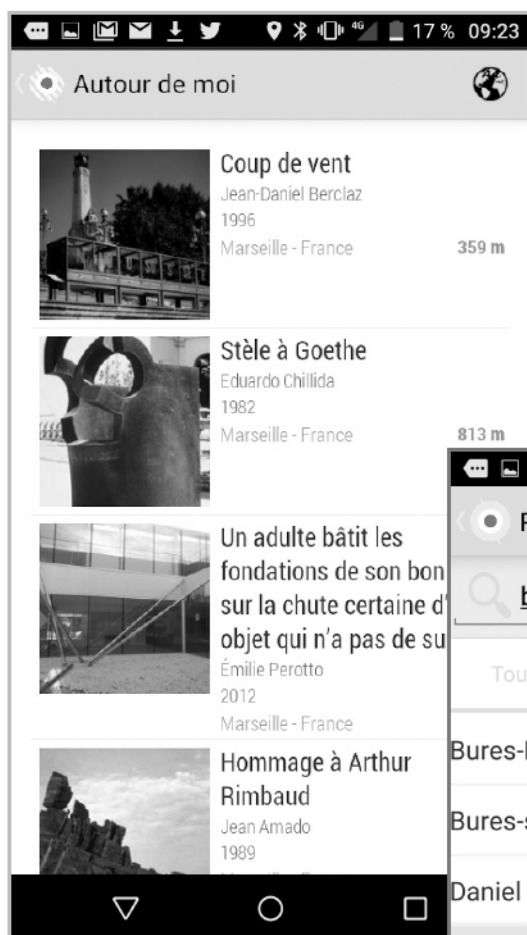 4G 17 % 09:23
Autour de moi
Coup de vent
Jean-Daniel Berclaz
1996
Marseille - France 359 m
Stèle à Goethe
Eduardo Chillida
1982
Marseille - France 813 m
Un adulte bâtit les
fondations de son bon
sur la chute certaine d'
objet qui n'a pas de su
Émilie Perotto
2012
Marseille - France
Hommage à Arthur
Rimbaud
Jean Amado
1989
Tou
Bures-
Bures-s
Daniel